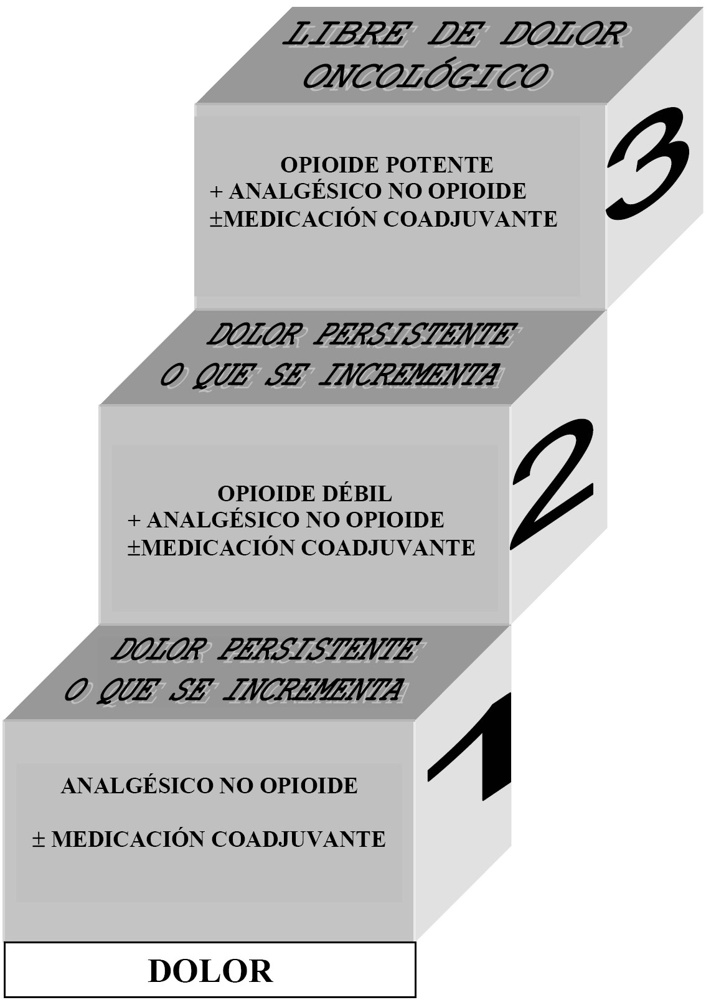 LIBRE DE DOLOR
ONCOLÓGICO
3
OPIOIDE POTENTE
+ ANALGÉSICO NO OPIOIDE
±MEDICACIÓN COADJUVANTE
DOLOR PERSISTENTE
O QUE SE INCREMENTA
2
OPIOIDE DÉBIL
+ ANALGÉSICO NO OPIOIDE
±MEDICACIÓN COADJUVANTE
DOLOR PERSISTENTE
O QUE SE INCREMENTA
1
ANALGÉSICO NO OPIOIDE
± MEDICACIÓN COADJUVANTE
DOLOR